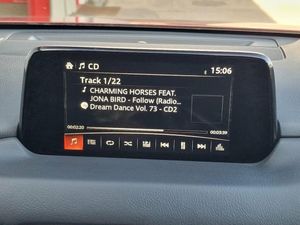 CD
15:06
Track 1/22
CHARMING HORSES FEAT.
JONA BIRD - Follow (Radio...
Dream Dance Vol. 73 - CD2
00:02:20
00:03:59